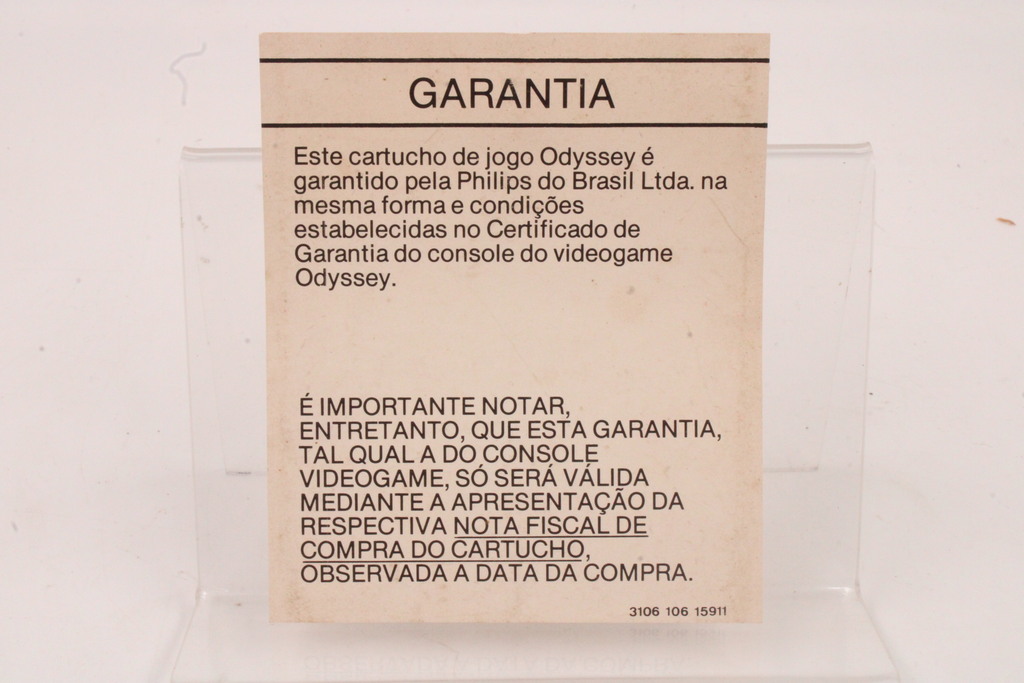 GARANTIA
Este cartucho de jogo Odyssey é
garantido pela Philips do Brasil Ltda. na
mesma forma e condições
estabelecidas no Certificado de
Garantia do console do videogame
Odyssey.
É IMPORTANTE NOTAR,
ENTRETANTO, QUE ESTA GARANTIA,
TAL QUAL A DO CONSOLE
VIDEOGAME, SÓ SERÁ VÁLIDA
MEDIANTE A APRESENTAÇÃO DA
RESPECTIVA NOTA FISCAL DE
COMPRA DO CARTUCHO,
OBSERVADA A DATA DA COMPRA.
3106 106 15911